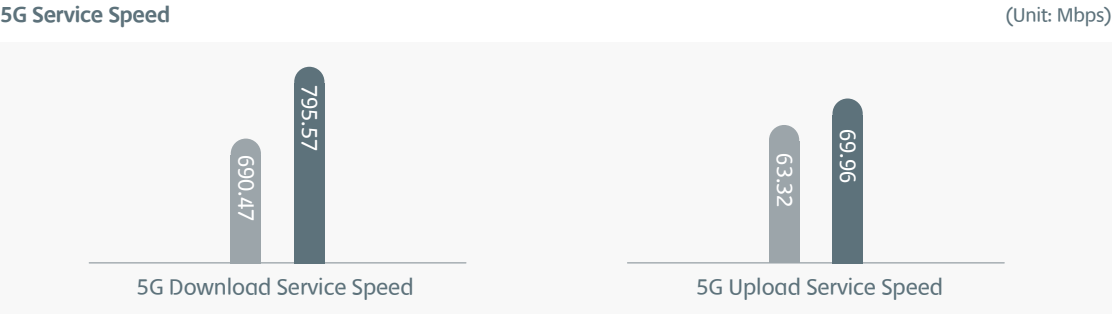 5G Service Speed
(Unit: Mbps)
690.47
795.57
5G Download Service Speed
63.32
69.96
5G Upload Service Speed